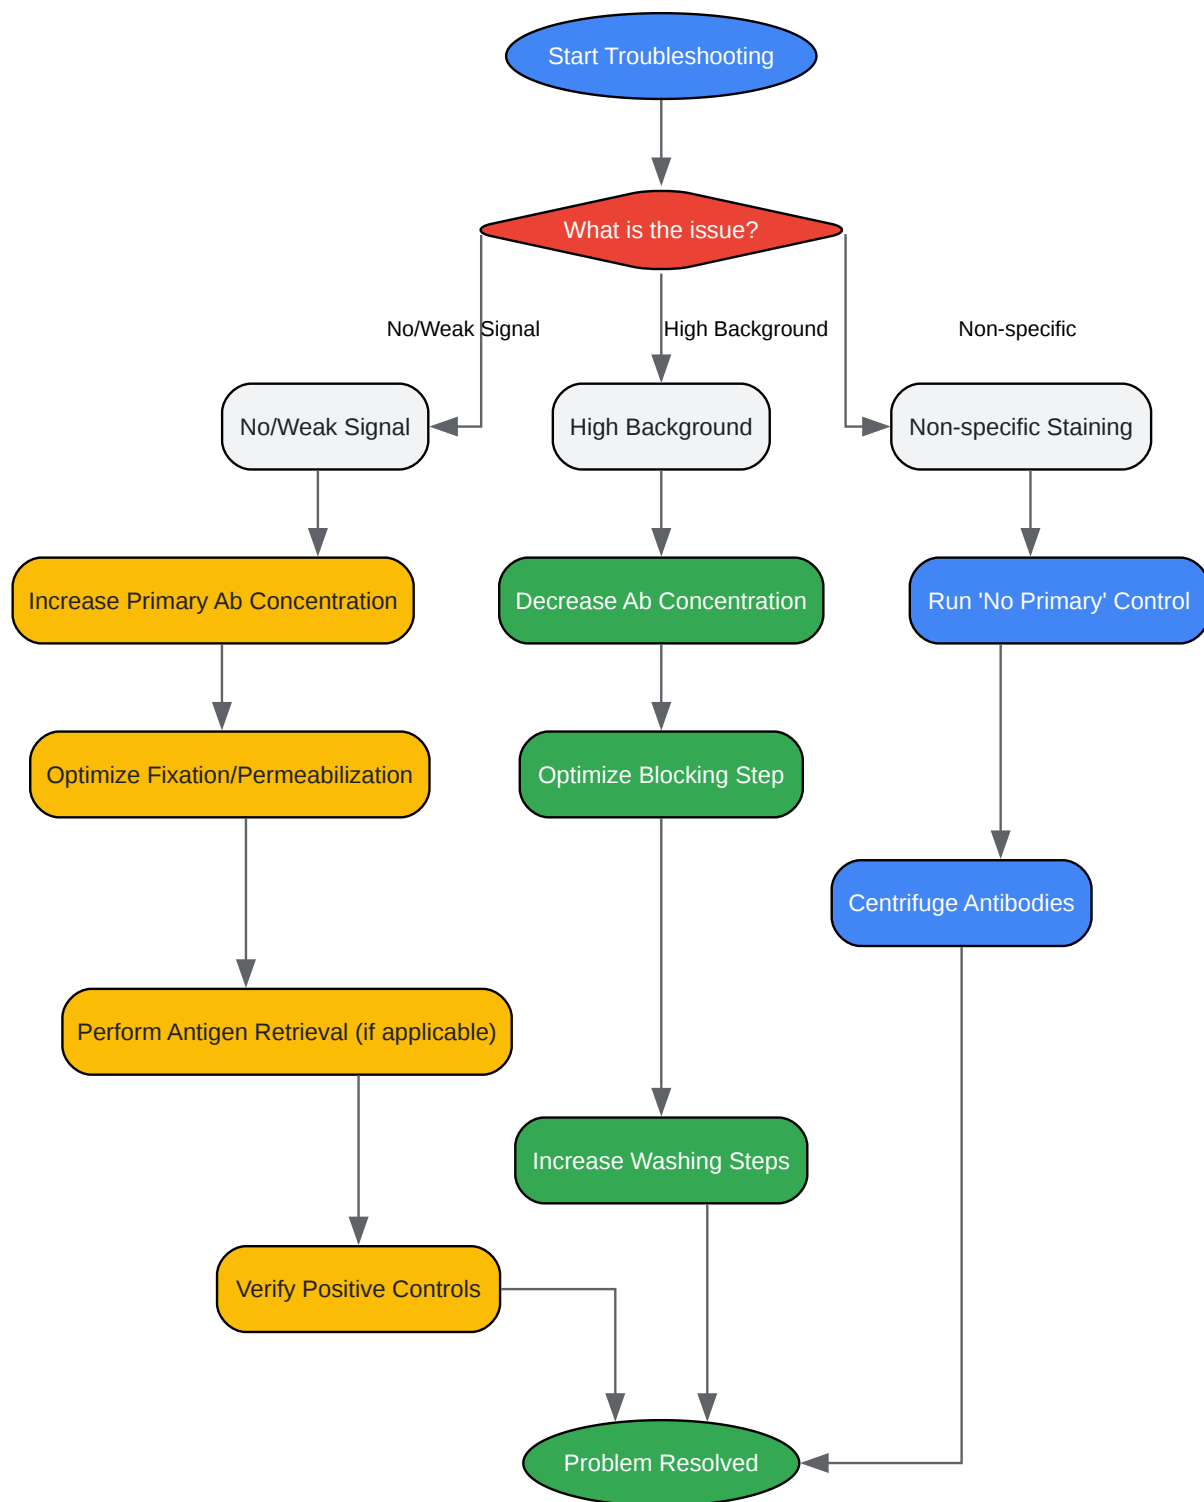 Start Troubleshooting
What is the issue?
No/Weak Signal
High Background
Non-specific
No/Weak Signal
High Background
Non-specific Staining
Increase Primary Ab Concentration
Decrease Ab Concentration
Run 'No Primary' Control
Optimize Fixation/Permeabilization
Optimize Blocking Step
Centrifuge Antibodies
Perform Antigen Retrieval (if applicable)
Increase Washing Steps
Verify Positive Controls
Problem Resolved